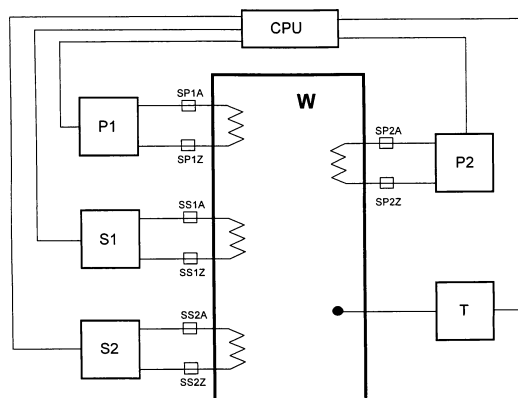 CPU
SP1A
W
P1
SP1Z
SP2A
P2
SP2Z
SS1A
S1
SS1Z
T
SS2A
S2
SS2Z